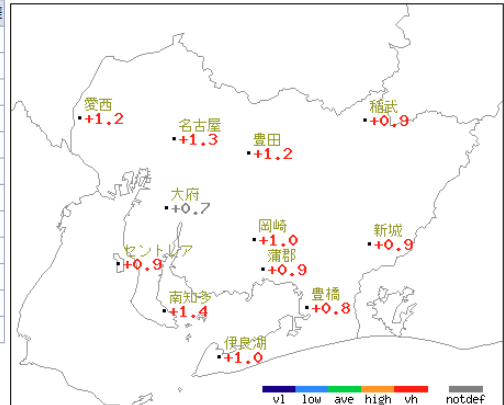 愛西
+1.2
稲武
+0.9
名古屋
+1.3
豊田
+1.2
大府
+0.7
岡崎
+1.0
新城
+0.9
セントレア
+0.9
蒲郡
+0.9
南知多
+1.4
豊橋
+0.8
伊良湖
+1.0
vl low ave high vh notdef